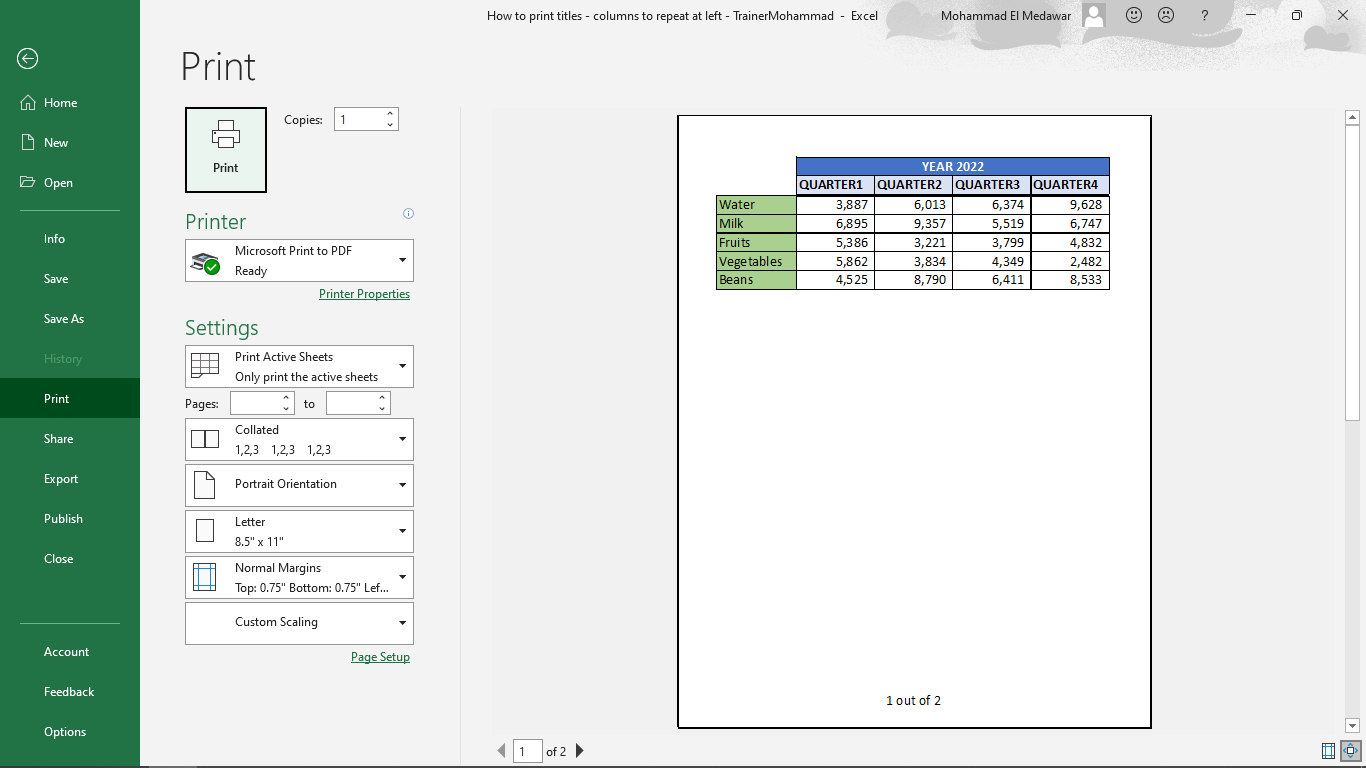 How to print titles - columns to repeat at left - TrainerMohammad - Excel
Mohammad El Medawar
?
Home
New
Open
Info
Save
Save As
History
Print
Share
Export
Publish
Close
Account
Feedback
Options
Print
Print
Copies: 1
Printer
Microsoft Print to PDF
Ready
Printer Properties
Settings
Print Active Sheets
Only print the active sheets
Pages: to
Collated
1,2,3 1,2,3 1,2,3
Portrait Orientation
Letter
8.5" x 11"
Normal Margins
Top: 0.75" Bottom: 0.75" Lef...
Custom Scaling
Page Setup
YEAR 2022
QUARTER1 QUARTER2 QUARTER3 QUARTER4
Water 3,887 6,013 6,374 9,628
Milk 6,895 9,357 5,519 6,747
Fruits 5,386 3,221 3,799 4,832
Vegetables 5,862 3,834 4,349 2,482
Beans 4,525 8,790 6,411 8,533
1 out of 2
1 of 2